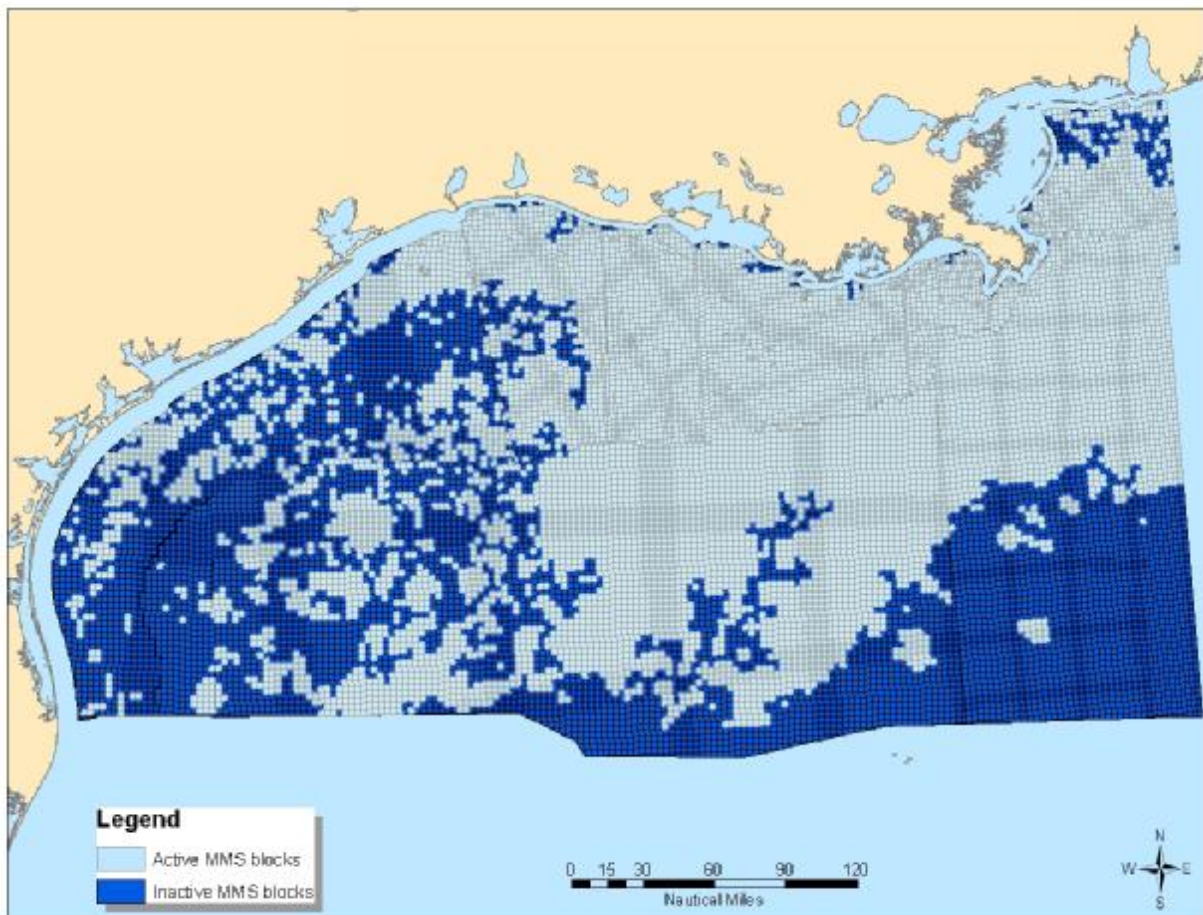 Legend
Active MMS blocks
Inactive MMS blocks
0 15 30 60 90 120
Nautical Miles
N
W E
S